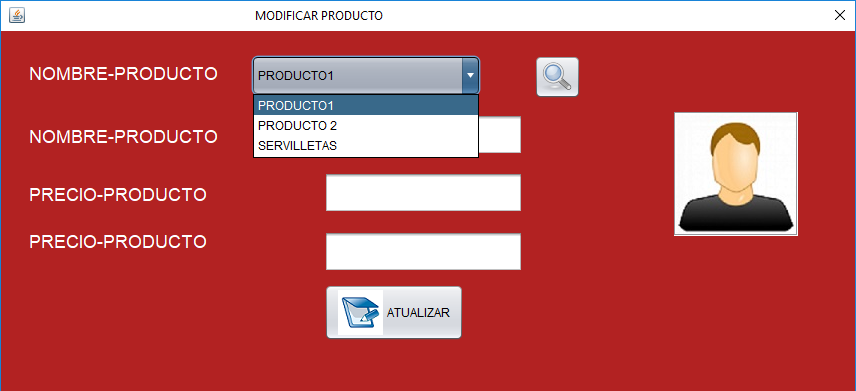 MODIFICAR PRODUCTO
NOMBRE-PRODUCTO
PRODUCTO1
PRODUCTO1
PRODUCTO 2
SERVILLETAS
NOMBRE-PRODUCTO
PRECIO-PRODUCTO
PRECIO-PRODUCTO
ATUALIZAR